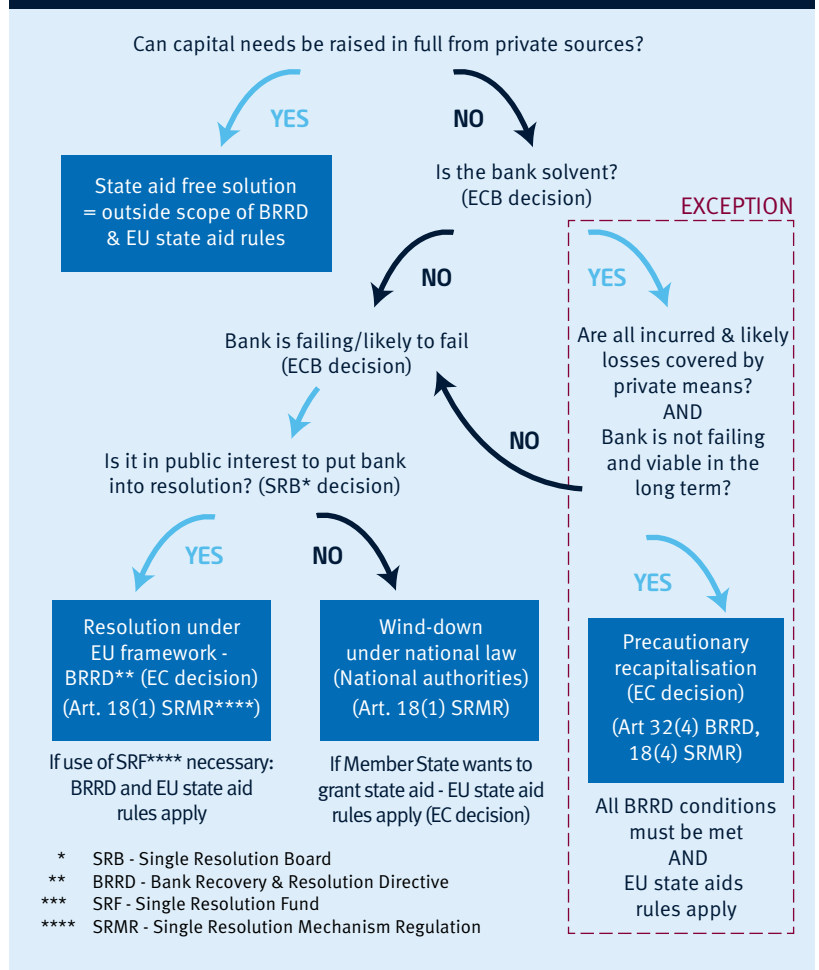 Can capital needs be raised in full from private sources?
YES
NO
State aid free solution
= outside scope of BRRD
& EU state aid rules
Is the bank solvent?
(ECB decision)
EXCEPTION
NO
YES
Bank is failing/likely to fail
(ECB decision)
Are all incurred & likely
losses covered by
private means?
AND
Bank is not failing
and viable in the
long term?
NO
Is it in public interest to put bank
into resolution? (SRB* decision)
YES
NO
YES
Resolution under
EU framework -
BRRD** (EC decision)
(Art. 18(1) SRMR****)
Wind-down
under national law
(National authorities)
(Art. 18(1) SRMR)
Precautionary
recapitalisation
(EC decision)
(Art 32(4) BRRD,
18(4) SRMR)
If use of SRF**** necessary:
BRRD and EU state aid
rules apply
If Member State wants to
grant state aid - EU state aid
rules apply (EC decision)
All BRRD conditions
must be met
AND
EU state aids
rules apply
* SRB - Single Resolution Board
** BRRD - Bank Recovery & Resolution Directive
*** SRF - Single Resolution Fund
**** SRMR - Single Resolution Mechanism Regulation